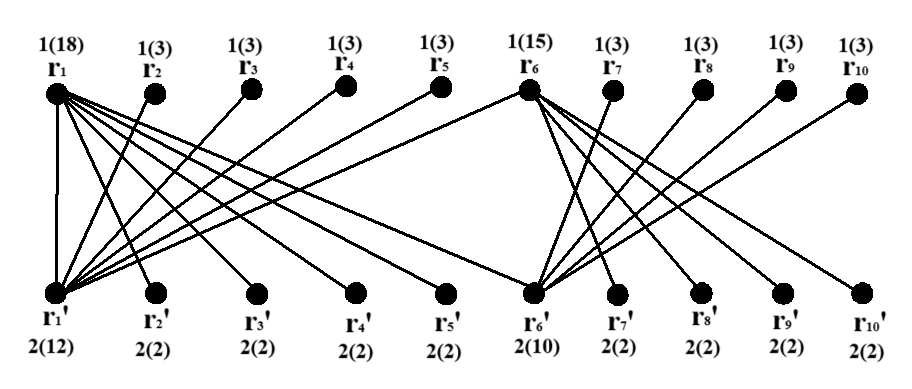 1(18) 1(3) 1(3) 1(3) 1(3) 1(15) 1(3) 1(3) 1(3) 1(3)
r₁ r₂ r₃ r₄ r₅ r₆ r₇ r₈ r₉ r₁₀
r₁' r₂' r₃' r₄' r₅' r₆' r₇' r₈' r₉' r₁₀'
2(12) 2(2) 2(2) 2(2) 2(2) 2(10) 2(2) 2(2) 2(2) 2(2)